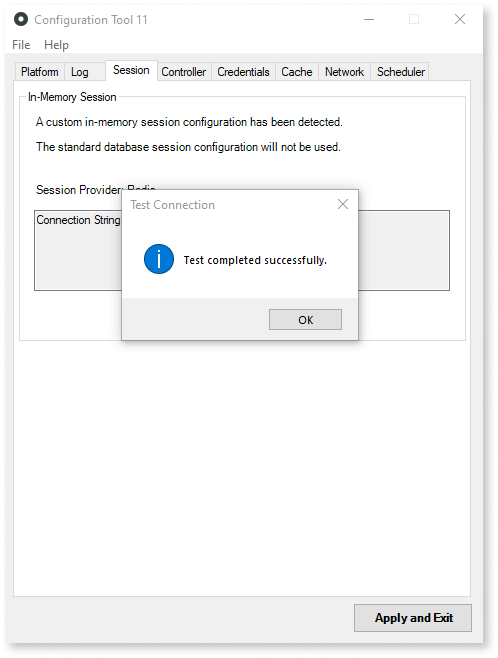 Configuration Tool 11
File Help
Platform Log Session Controller Credentials Cache Network Scheduler
In-Memory Session
A custom in-memory session configuration has been detected.
The standard database session configuration will not be used.
Session Provider:
Test Connection
Connection String
Test completed successfully.
OK
Apply and Exit